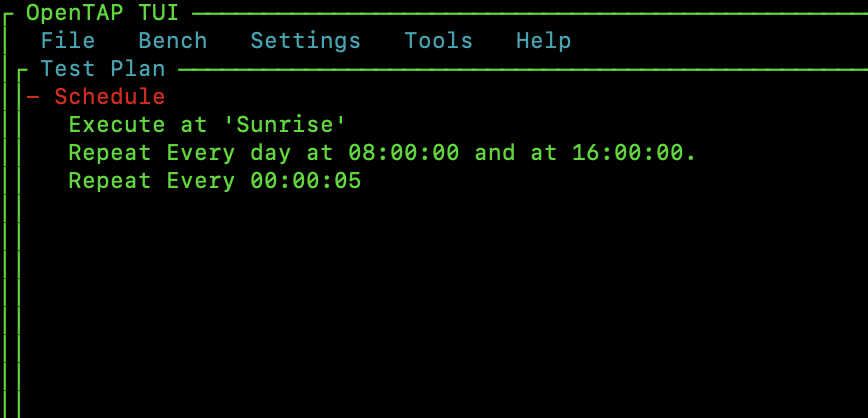 OpenTAP TUI
File Bench Settings Tools Help
Test Plan
- Schedule
Execute at 'Sunrise'
Repeat Every day at 08:00:00 and at 16:00:00.
Repeat Every 00:00:05